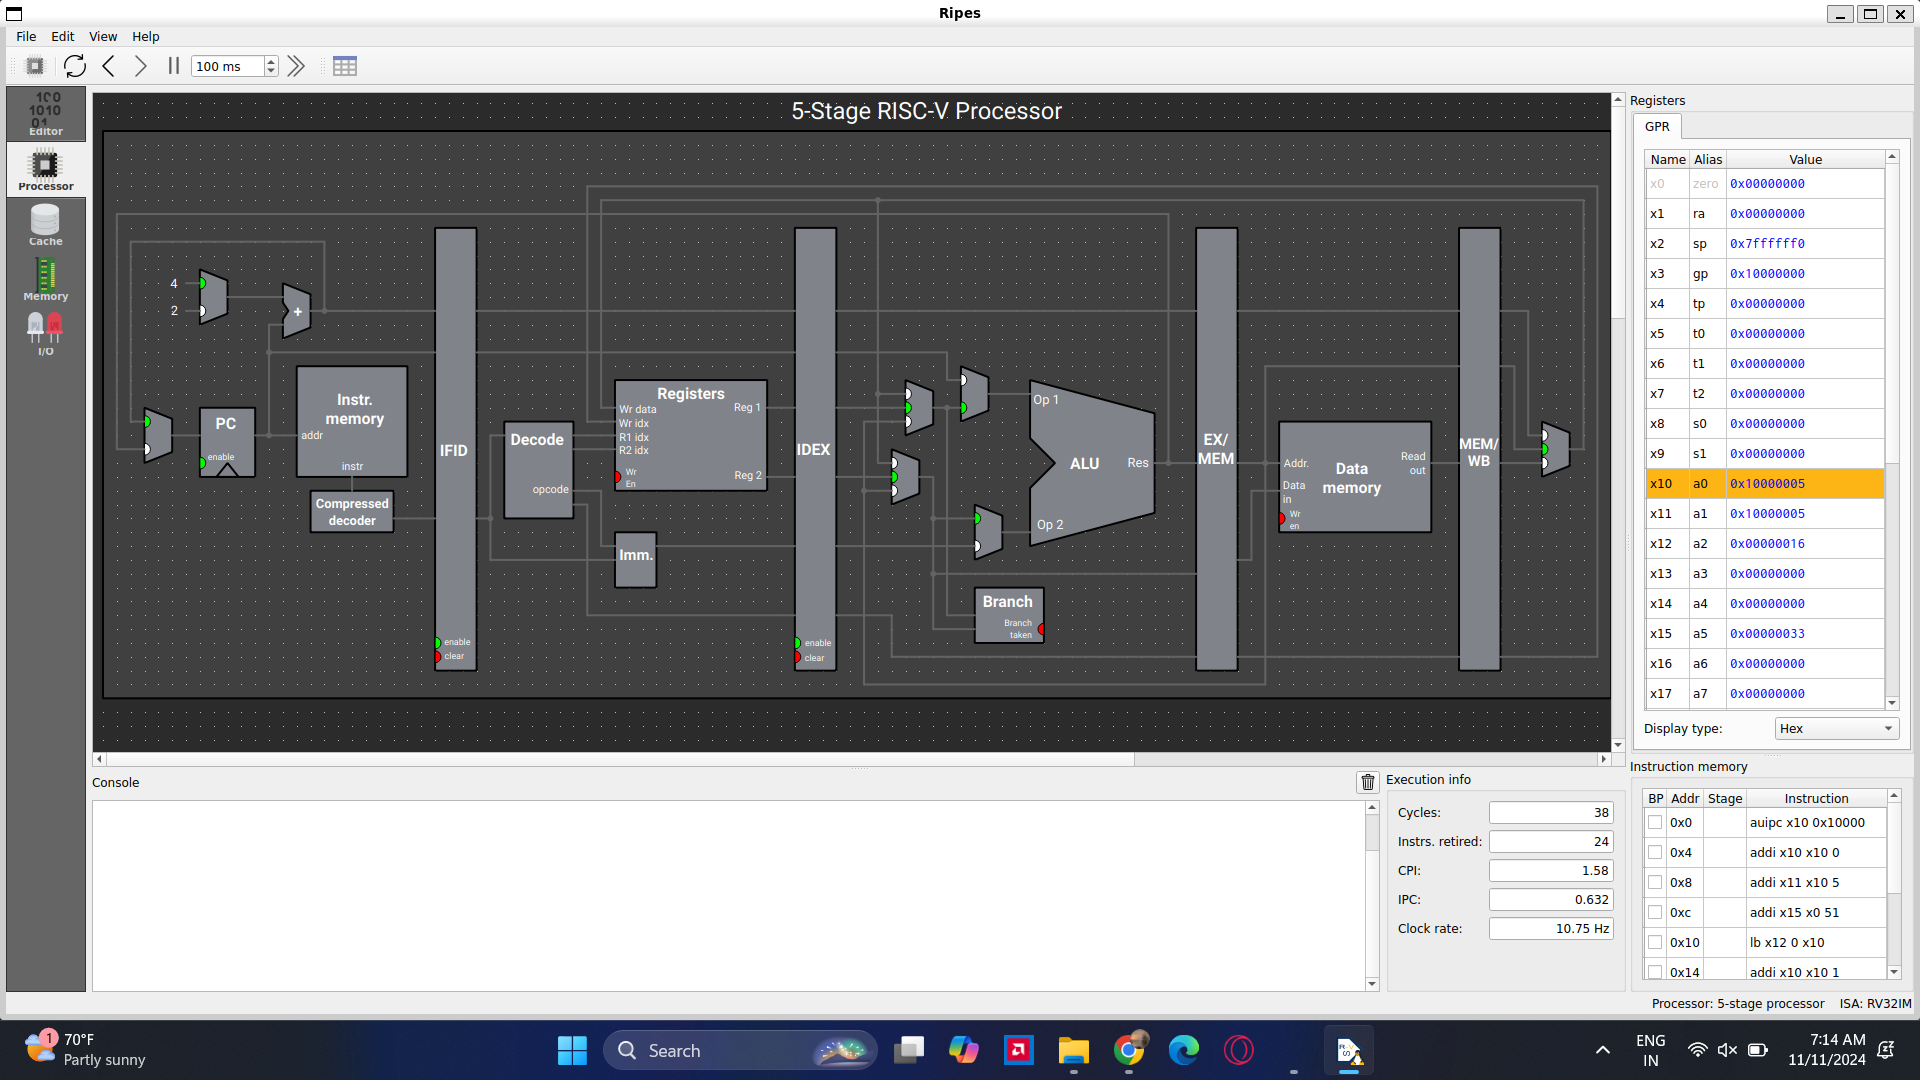 Ripes
File Edit View Help
100 ms
Editor
Processor
Cache
Memory
I/O
5-Stage RISC-V Processor
4
2
+
PC
enable
Instr.
memory
addr
instr
Compressed
decoder
IFID
enable
clear
Decode
opcode
Registers
Wr data
Wr idx
R1 idx
R2 idx
Wr
En
Reg 1
Reg 2
Imm.
IDEX
enable
clear
Op 1
ALU
Res
Op 2
Branch
Branch
taken
EX/
MEM
Addr.
Data
in
Wr
en
Data
memory
Read
out
MEM/
WB
Registers
GPR
Name Alias Value
x0 zero 0x00000000
x1 ra 0x00000000
x2 sp 0x7ffffff0
x3 gp 0x10000000
x4 tp 0x00000000
x5 t0 0x00000000
x6 t1 0x00000000
x7 t2 0x00000000
x8 s0 0x00000000
x9 s1 0x00000000
x10 a0 0x10000005
x11 a1 0x10000005
x12 a2 0x00000016
x13 a3 0x00000000
x14 a4 0x00000000
x15 a5 0x00000033
x16 a6 0x00000000
x17 a7 0x00000000
Display type: Hex
Console
Execution info
Cycles: 38
Instrs. retired: 24
CPI: 1.58
IPC: 0.632
Clock rate: 10.75 Hz
Instruction memory
BP Addr Stage Instruction
0x0 auipc x10 0x10000
0x4 addi x10 x10 0
0x8 addi x11 x10 5
0xc addi x15 x0 51
0x10 lb x12 0 x10
0x14 addi x10 x10 1
Processor: 5-stage processor ISA: RV32IM
1
70°F
Partly sunny
Search
ENG
IN
7:14 AM
11/11/2024